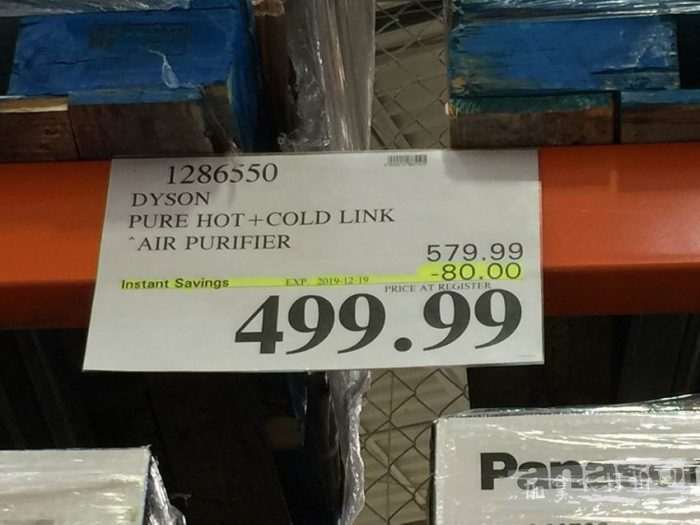 1286550
DYSON
PURE HOT+COLD LINK
^AIR PURIFIER
579.99
Instant Savings EXP. 2019-12-19 -80.00
PRICE AT REGISTER
499.99
Panasonic